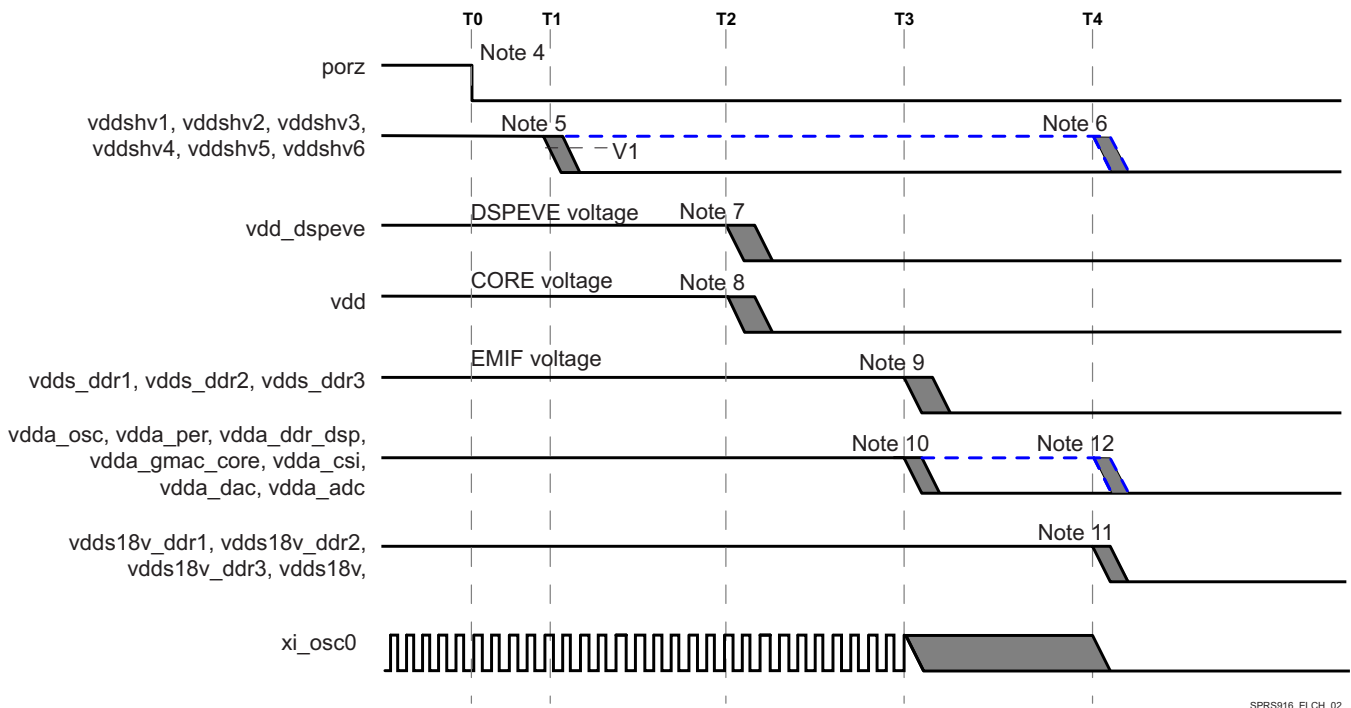 T0 T1 T2 T3 T4
Note 4
porz
vddshv1, vddshv2, vddshv3,
vddshv4, vddshv5, vddshv6
Note 5
Note 6
V1
DSPEVE voltage
Note 7
vdd_dspeve
CORE voltage
Note 8
vdd
EMIF voltage
Note 9
vdds_ddr1, vdds_ddr2, vdds_ddr3
vdda_osc, vdda_per, vdda_ddr_dsp,
vdda_gmac_core, vdda_csi,
vdda_dac, vdda_adc
Note 10
Note 12
Note 11
vdds18v_ddr1, vdds18v_ddr2,
vdds18v_ddr3, vdds18v,
xi_osc0
SPRS916_ELCH_02